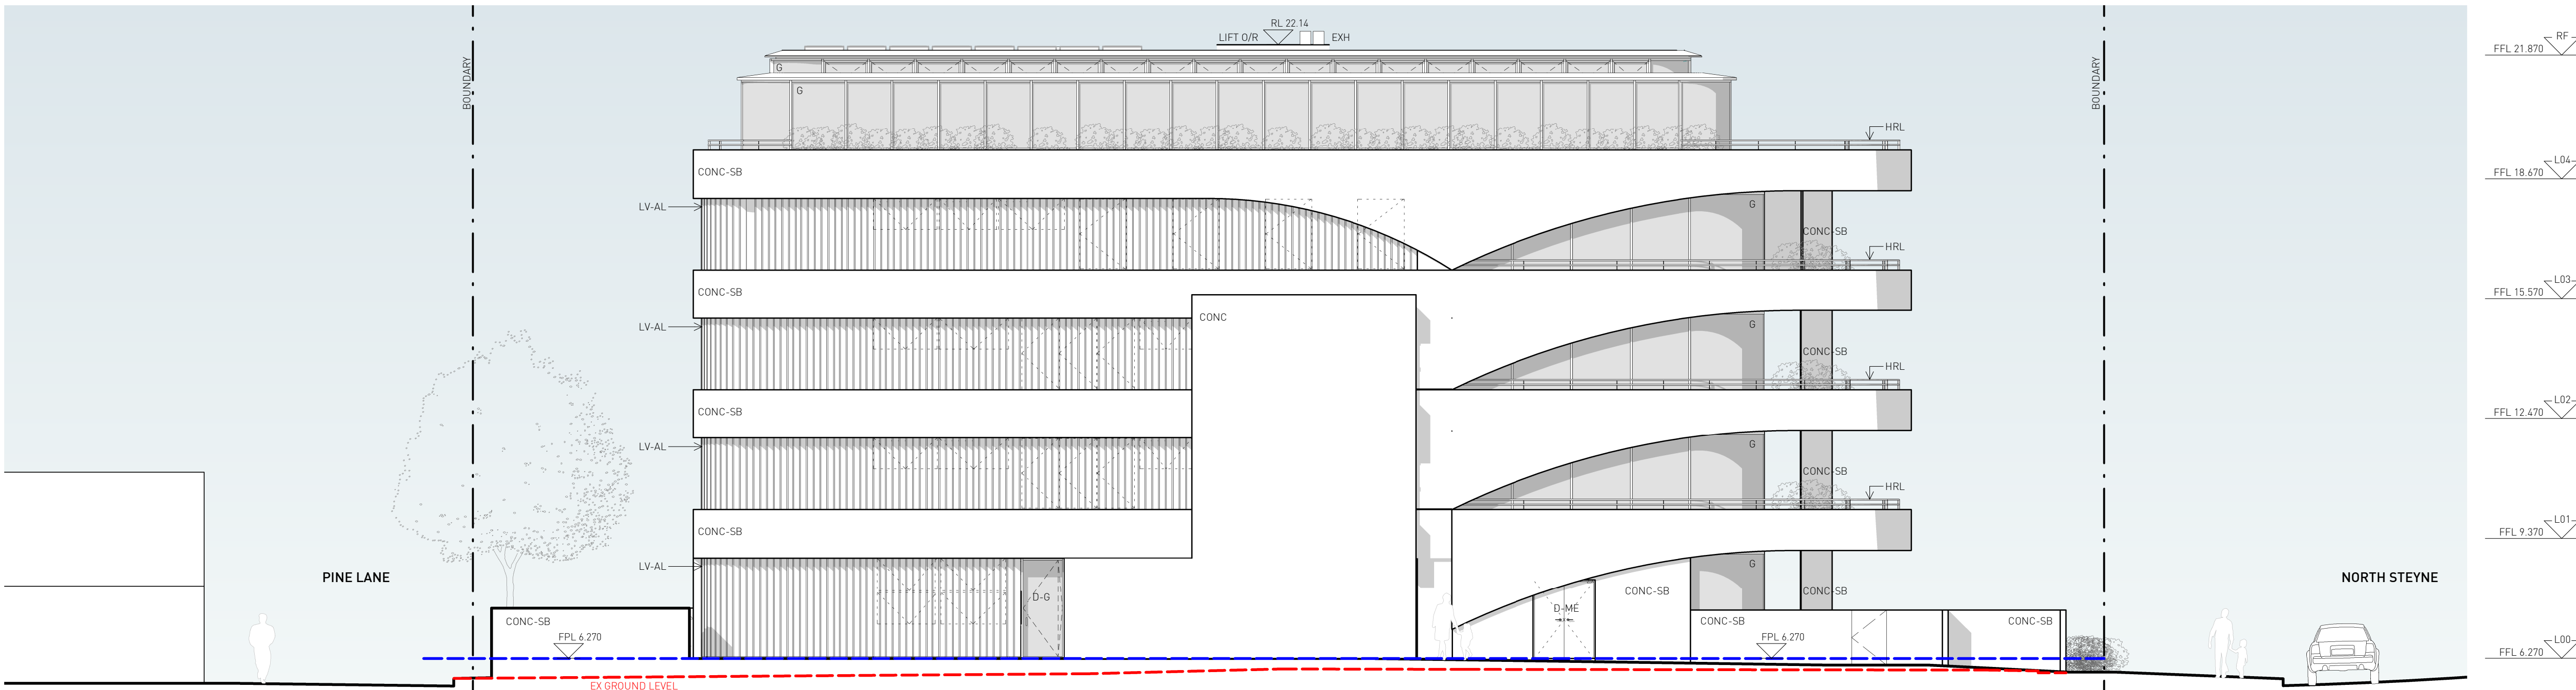 RL 22.14
LIFT O/R
EXH
RF
FFL 21.870
BOUNDARY
BOUNDARY
G
G
HRL
CONC-SB
L04
FFL 18.670
LV-AL
G
CONC-SB
HRL
CONC-SB
L03
FFL 15.570
CONC
LV-AL
G
CONC-SB
HRL
CONC-SB
L02
FFL 12.470
LV-AL
G
CONC-SB
HRL
CONC-SB
L01
FFL 9.370
LV-AL
G
PINE LANE
NORTH STEYNE
D-G
CONC-SB
CONC-SB
D-ME
CONC-SB
CONC-SB
CONC-SB
FPL 6.270
FPL 6.270
L00
FFL 6.270
EX GROUND LEVEL